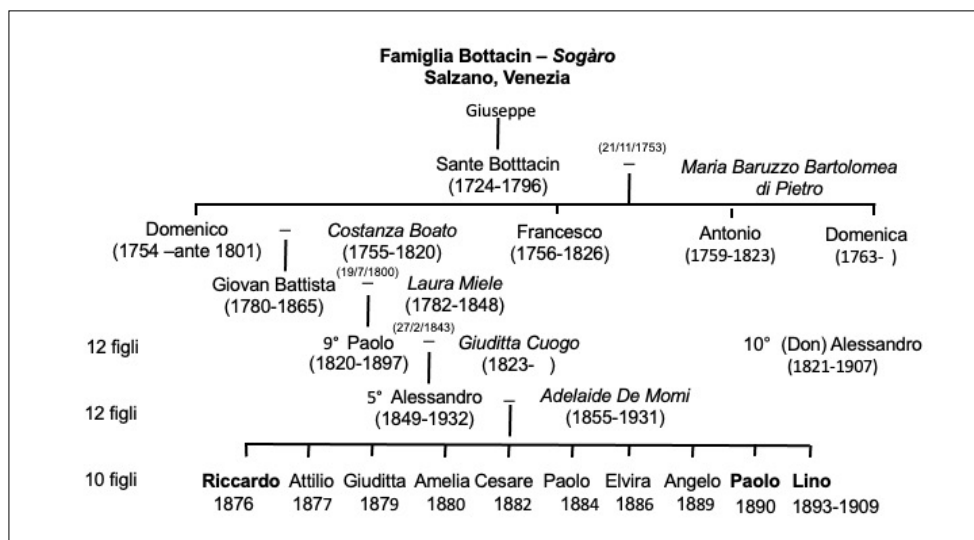 Famiglia Bottacin – Sogàro
Salzano, Venezia
Giuseppe
(21/11/1753)
Sante Botttacin – Maria Baruzzo Bartolomea
(1724-1796) di Pietro
Domenico – Costanza Boato Francesco Antonio Domenica
(1754 –ante 1801) (1755-1820) (1756-1826) (1759-1823) (1763- )
(19/7/1800)
Giovan Battista – Laura Miele
(1780-1865) (1782-1848)
(27/2/1843)
12 figli 9° Paolo – Giuditta Cuogo 10° (Don) Alessandro
(1820-1897) (1823- ) (1821-1907)
5° Alessandro – Adelaide De Momi
12 figli (1849-1932) (1855-1931)
10 figli Riccardo Attilio Giuditta Amelia Cesare Paolo Elvira Angelo Paolo Lino
1876 1877 1879 1880 1882 1884 1886 1889 1890 1893-1909